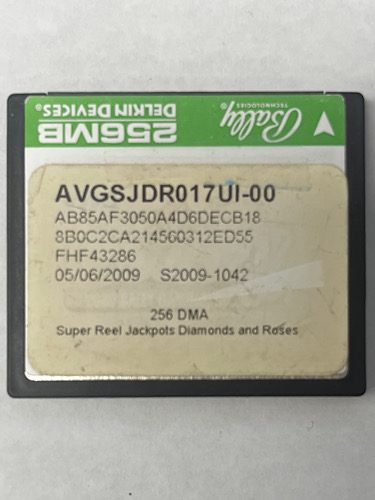 256MB
DELKIN DEVICES®
Bally
TECHNOLOGIES
AVGSJDR017UI-00
AB85AF3050A4D6DECB18
8B0C2CA214560312ED55
FHF43286
05/06/2009 S2009-1042
256 DMA
Super Reel Jackpots Diamonds and Roses